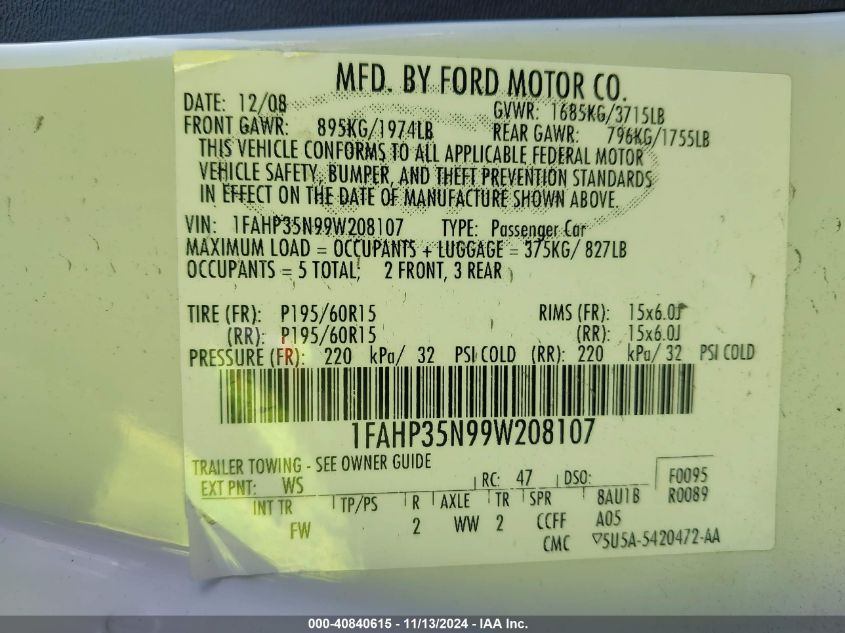 MFD. BY FORD MOTOR CO.
DATE: 12/08 GVWR: 1685KG/3715LB
FRONT GAWR: 895KG/1974LB REAR GAWR: 796KG/1755LB
THIS VEHICLE CONFORMS TO ALL APPLICABLE FEDERAL MOTOR
VEHICLE SAFETY, BUMPER, AND THEFT PREVENTION STANDARDS
IN EFFECT ON THE DATE OF MANUFACTURE SHOWN ABOVE.
VIN: 1FAHP35N99W208107 TYPE: Passenger Car
MAXIMUM LOAD = OCCUPANTS + LUGGAGE = 375KG/ 827LB
OCCUPANTS = 5 TOTAL; 2 FRONT, 3 REAR
TIRE (FR): P195/60R15 RIMS (FR): 15x6.0J
(RR): P195/60R15 (RR): 15x6.0J
PRESSURE (FR): 220 kPa/ 32 PSI COLD (RR): 220 kPa/ 32 PSI COLD
1FAHP35N99W208107
TRAILER TOWING - SEE OWNER GUIDE
EXT PNT: WS RC: 47 DSO: F0095
INT TR TP/PS R AXLE TR SPR 8AU1B R0089
FW 2 WW 2 CCFF A05
CMC ▽5U5A-5420472-AA
000-40840615 - 11/13/2024 - IAA Inc.